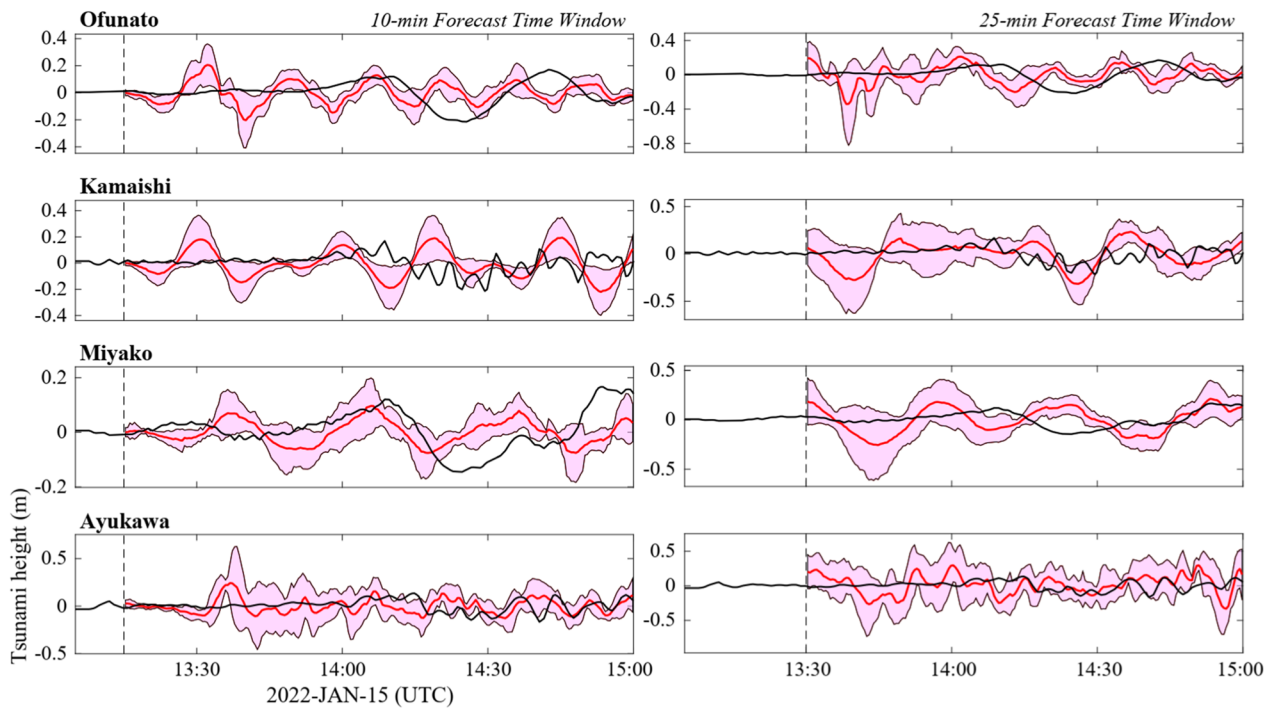 Ofunato 10-min Forecast Time Window 25-min Forecast Time Window
0.4 0.4
0.2
0 0
-0.2 -0.4
-0.4 -0.8
Kamaishi
0.4 0.5
0.2
0 0
-0.2
-0.4 -0.5
Miyako
0.2 0.5
0 0
-0.2 -0.5
Ayukawa
0.5 0.5
0 0
-0.5 -0.5
Tsunami height (m)
13:30 14:00 14:30 15:00 13:30 14:00 14:30 15:00
2022-JAN-15 (UTC)